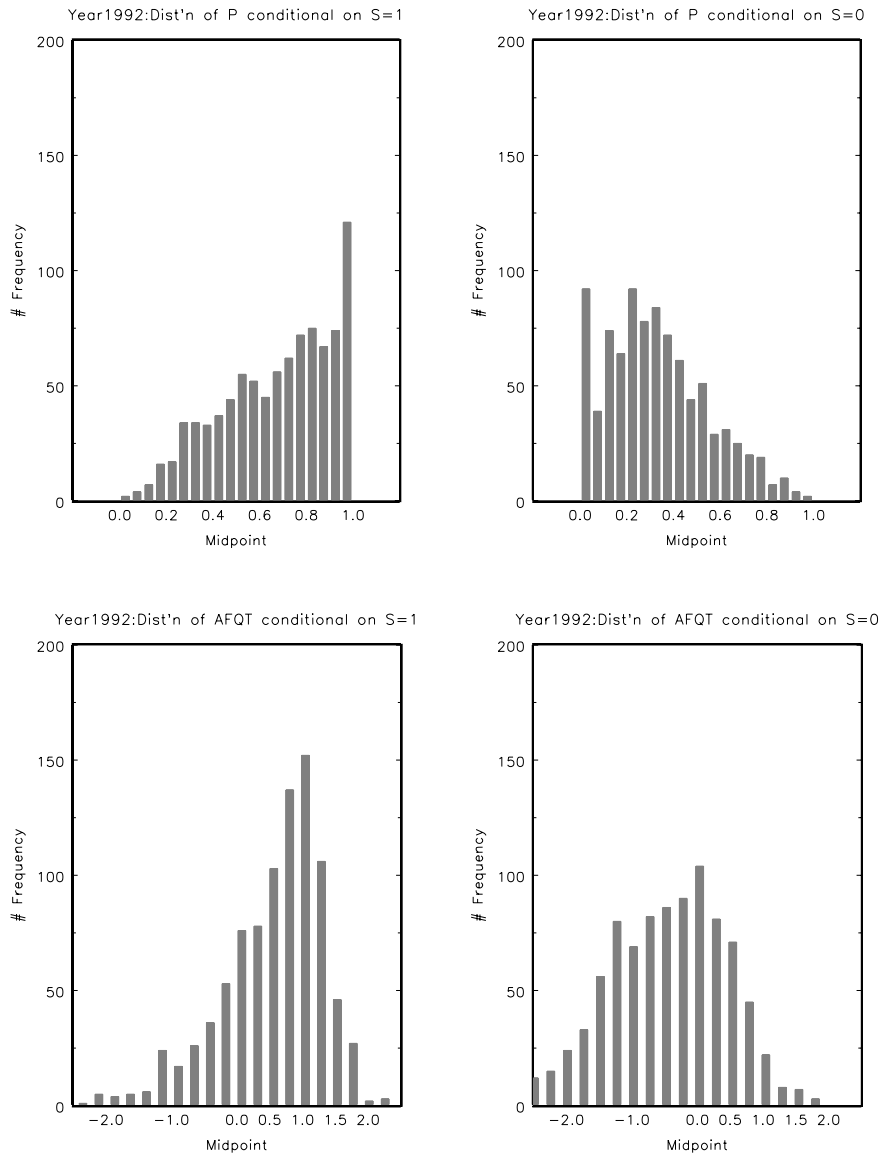 Year1992:Dist'n of P conditional on S=1
200
150
100
50
0
# Frequency
0.0 0.2 0.4 0.6 0.8 1.0
Midpoint
Year1992:Dist'n of P conditional on S=0
200
150
100
50
0
# Frequency
0.0 0.2 0.4 0.6 0.8 1.0
Midpoint
Year1992:Dist'n of AFQT conditional on S=1
200
150
100
50
0
# Frequency
-2.0 -1.0 0.0 0.5 1.0 1.5 2.0
Midpoint
Year1992:Dist'n of AFQT conditional on S=0
200
150
100
50
0
# Frequency
-2.0 -1.0 0.0 0.5 1.0 1.5 2.0
Midpoint